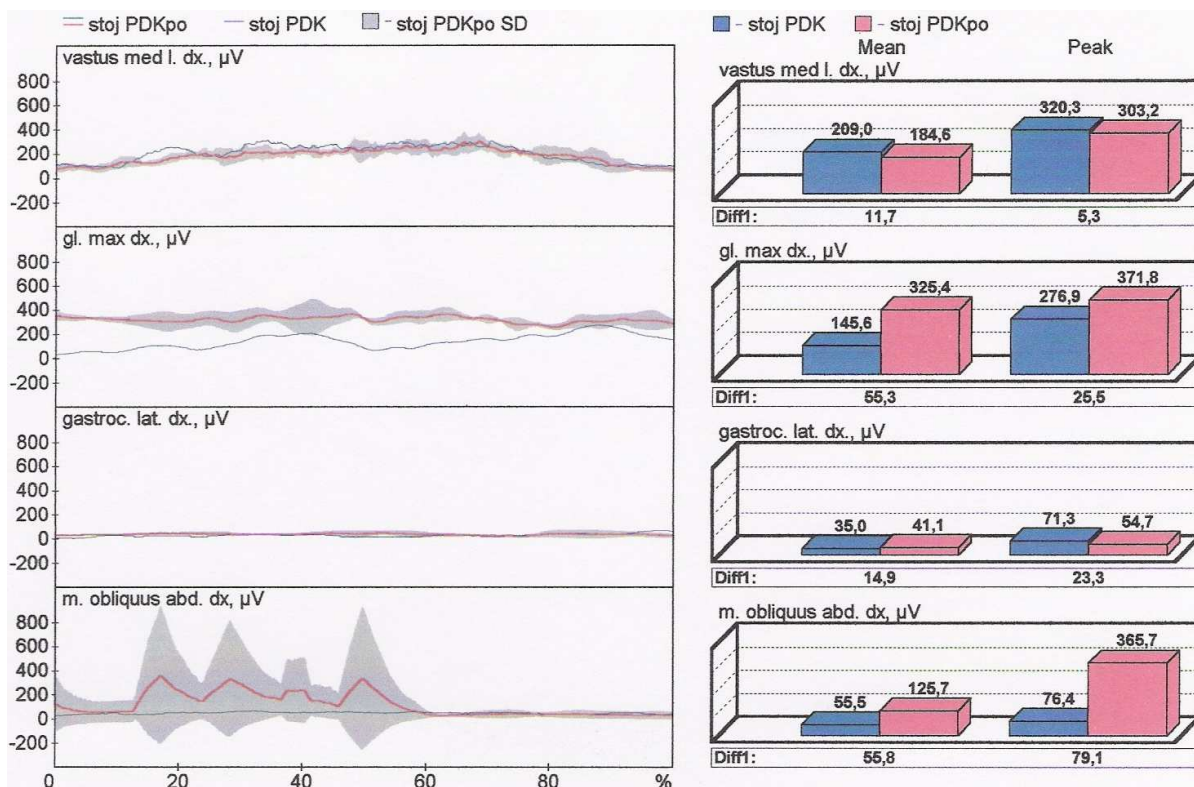 stoj PDKpo stoj PDK - stoj PDKpo SD
vastus med l. dx., µV
800
600
400
200
0
-200
gl. max dx., µV
800
600
400
200
0
-200
gastroc. lat. dx., µV
800
600
400
200
0
-200
m. obliquus abd. dx, µV
800
600
400
200
0
-200
0 20 40 60 80 %
- stoj PDK - stoj PDKpo
Mean Peak
vastus med l. dx., µV
209,0 184,6 320,3 303,2
Diff1: 11,7 5,3
gl. max dx., µV
145,6 325,4 276,9 371,8
Diff1: 55,3 25,5
gastroc. lat. dx., µV
35,0 41,1 71,3 54,7
Diff1: 14,9 23,3
m. obliquus abd. dx, µV
55,5 125,7 76,4 365,7
Diff1: 55,8 79,1